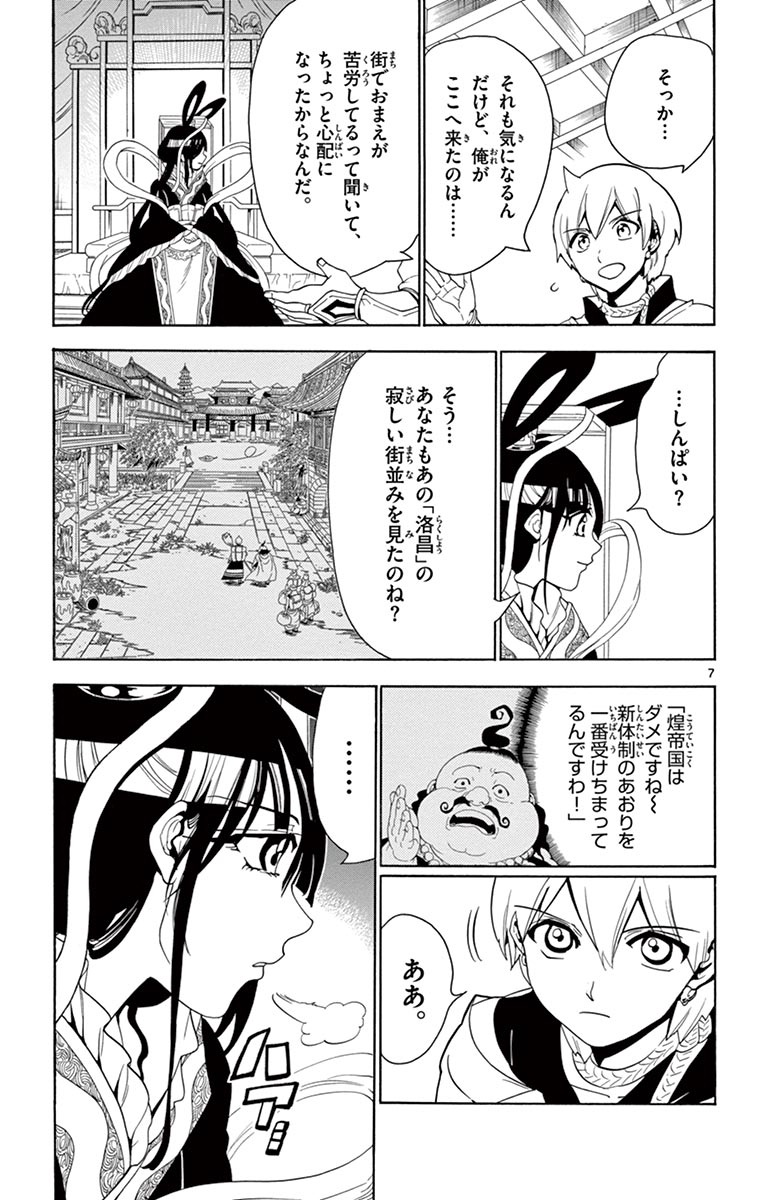 そっか…
それも気になるん
だけど、俺が
ここへ来たのは……
街でおまえが
苦労してるって聞いて、
ちょっと心配に
なったからなんだ。
…しんぱい?
そう…
あなたもあの「洛昌」の
寂しい街並みを見たのね?
7
「煌帝国は
ダメですね〜
新体制のあおりを
一番受けちまって
るんですわ!」
ああ。
……
ハアー